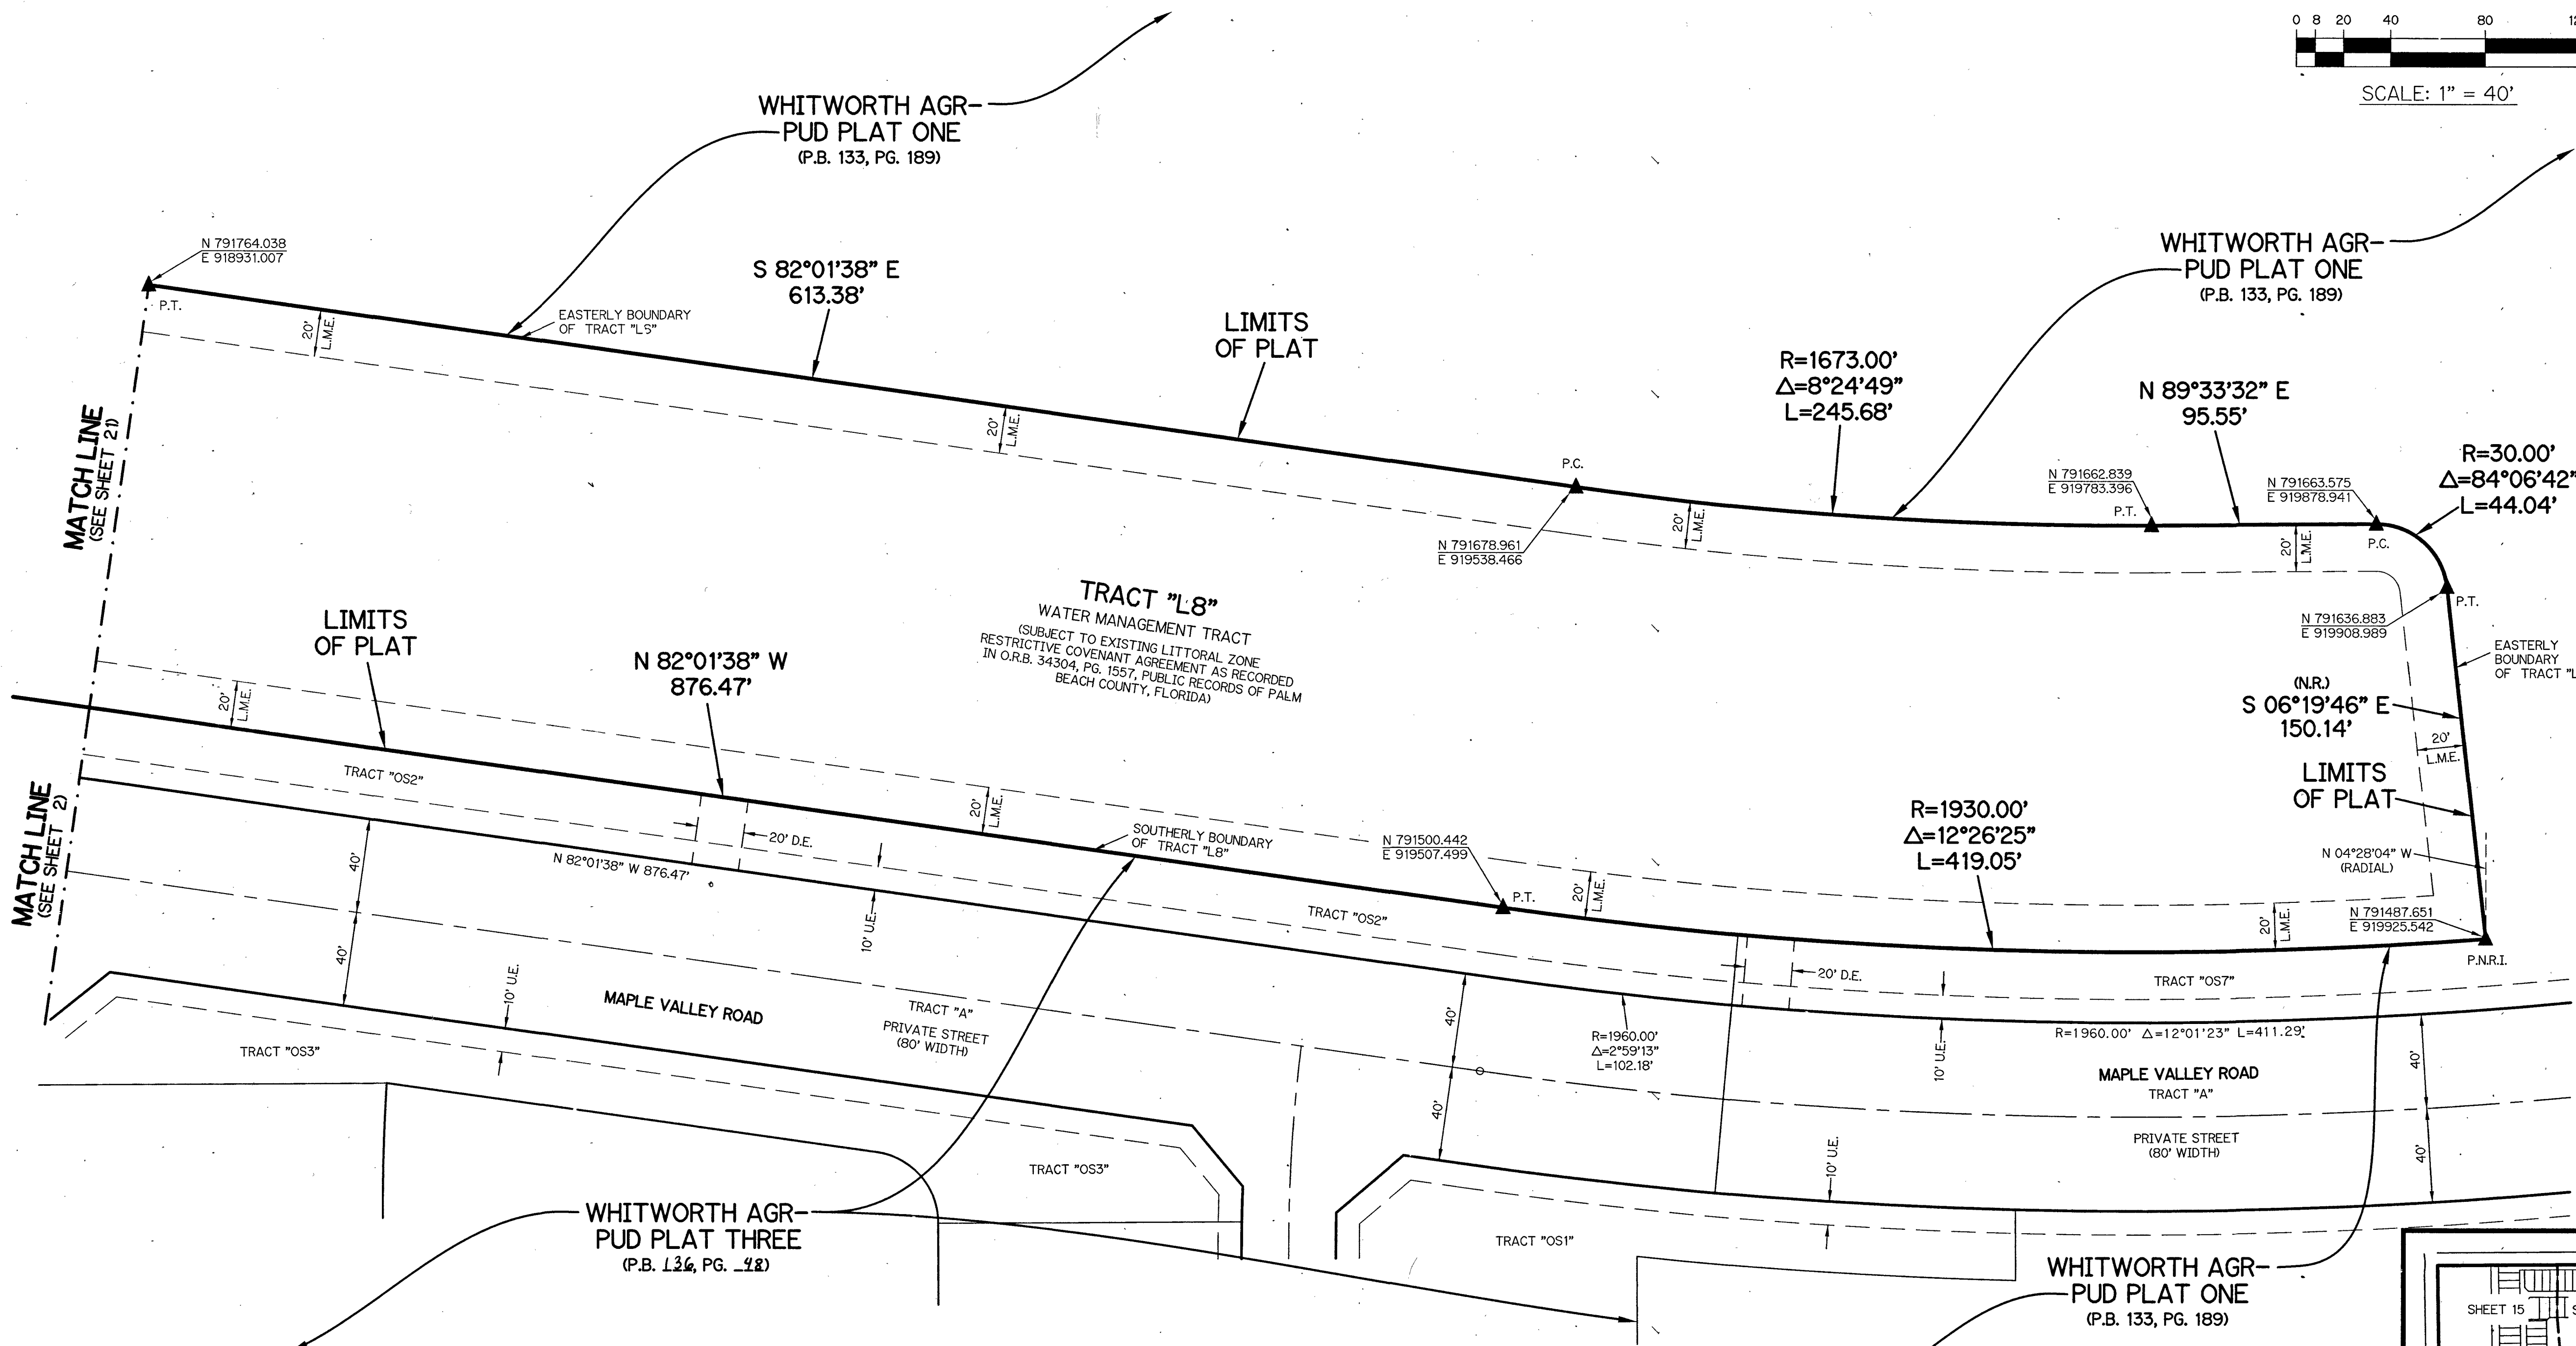 0 8 20 40 80
SCALE: 1" = 40'
WHITWORTH AGR-
PUD PLAT ONE
(P.B. 133, PG. 189)
WHITWORTH AGR-
PUD PLAT ONE
(P.B. 133, PG. 189)
N 791764.038
E 918931.007
P.T.
S 82°01'38" E
613.38'
EASTERLY BOUNDARY
OF TRACT "L5"
20'
L.M.E.
LIMITS
OF PLAT
20'
L.M.E.
R=1673.00'
Δ=8°24'49"
L=245.68'
N 89°33'32" E
95.55'
R=30.00'
Δ=84°06'42"
L=44.04'
P.C.
N 791678.961
E 919538.466
20'
L.M.E.
N 791662.839
E 919783.396
P.T.
N 791663.575
E 919878.941
P.C.
20'
L.M.E.
MATCH LINE
(SEE SHEET 21)
TRACT "L8"
WATER MANAGEMENT TRACT
(SUBJECT TO EXISTING LITTORAL ZONE
RESTRICTIVE COVENANT AGREEMENT AS RECORDED
IN O.R.B. 34304, PG. 1557, PUBLIC RECORDS OF PALM
BEACH COUNTY, FLORIDA)
P.T.
N 791636.883
E 919908.989
EASTERLY
BOUNDARY
OF TRACT
(N.R.)
S 06°19'46" E
150.14'
20'
L.M.E.
LIMITS
OF PLAT
LIMITS
OF PLAT
N 82°01'38" W
876.47'
20'
L.M.E.
MATCH LINE
(SEE SHEET 2)
TRACT "OS2"
20' D.E.
N 82°01'38" W 876.47'
20'
L.M.E.
SOUTHERLY BOUNDARY
OF TRACT "L8"
N 791500.442
E 919507.499
P.T.
20'
L.M.E.
R=1930.00'
Δ=12°26'25"
L=419.05'
N 04°28'04" W
(RADIAL)
N 791487.651
E 919925.542
P.N.R.I.
20'
L.M.E.
40'
40'
10' U.E.
TRACT "OS2"
20' D.E.
TRACT "OS7"
10' U.E.
MAPLE VALLEY ROAD
TRACT "A"
PRIVATE STREET
(80' WIDTH)
40'
40'
R=1960.00'
Δ=2°59'13"
L=102.18'
10' U.E.
R=1960.00' Δ=12°01'23" L=411.29'
MAPLE VALLEY ROAD
TRACT "A"
PRIVATE STREET
(80' WIDTH)
40'
40'
TRACT "OS3"
TRACT "OS3"
10' U.E.
TRACT "OS1"
WHITWORTH AGR-
PUD PLAT THREE
(P.B. 136, PG. 48)
WHITWORTH AGR-
PUD PLAT ONE
(P.B. 133, PG. 189)
SHEET 15